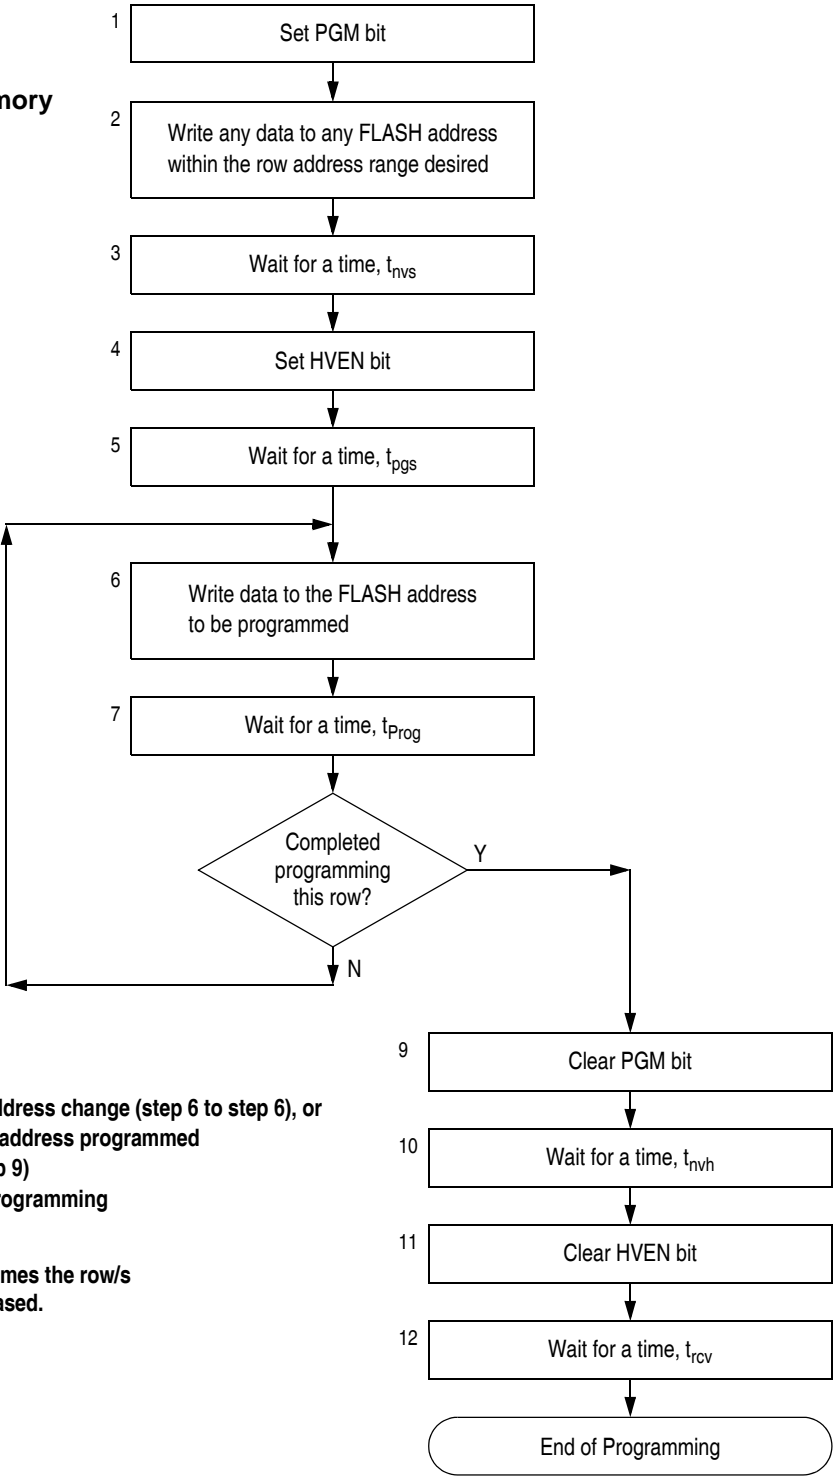 1
Set PGM bit
mory
2
Write any data to any FLASH address
within the row address range desired
3
Wait for a time, tnvs
4
Set HVEN bit
5
Wait for a time, tpgs
6
Write data to the FLASH address
to be programmed
7
Wait for a time, tProg
Completed
programming
this row?
Y
N
9
Clear PGM bit
ddress change (step 6 to step 6), or
address programmed
p 9)
rogramming
10
Wait for a time, tnvh
11
Clear HVEN bit
mes the row/s
ased.
12
Wait for a time, trcv
End of Programming